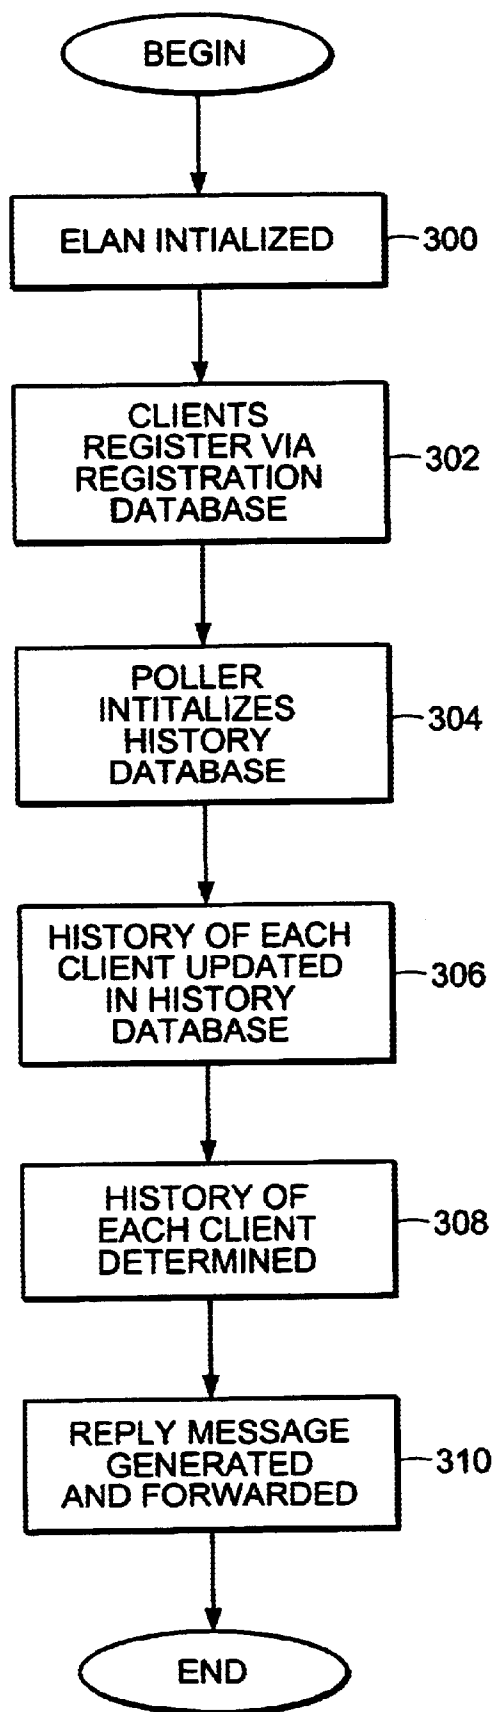 BEGIN
ELAN INTIALIZED
300
CLIENTS
REGISTER VIA
REGISTRATION
DATABASE
302
POLLER
INTITALIZES
HISTORY
DATABASE
304
HISTORY OF EACH
CLIENT UPDATED
IN HISTORY
DATABASE
306
HISTORY OF
EACH CLIENT
DETERMINED
308
REPLY MESSAGE
GENERATED
AND FORWARDED
310
END